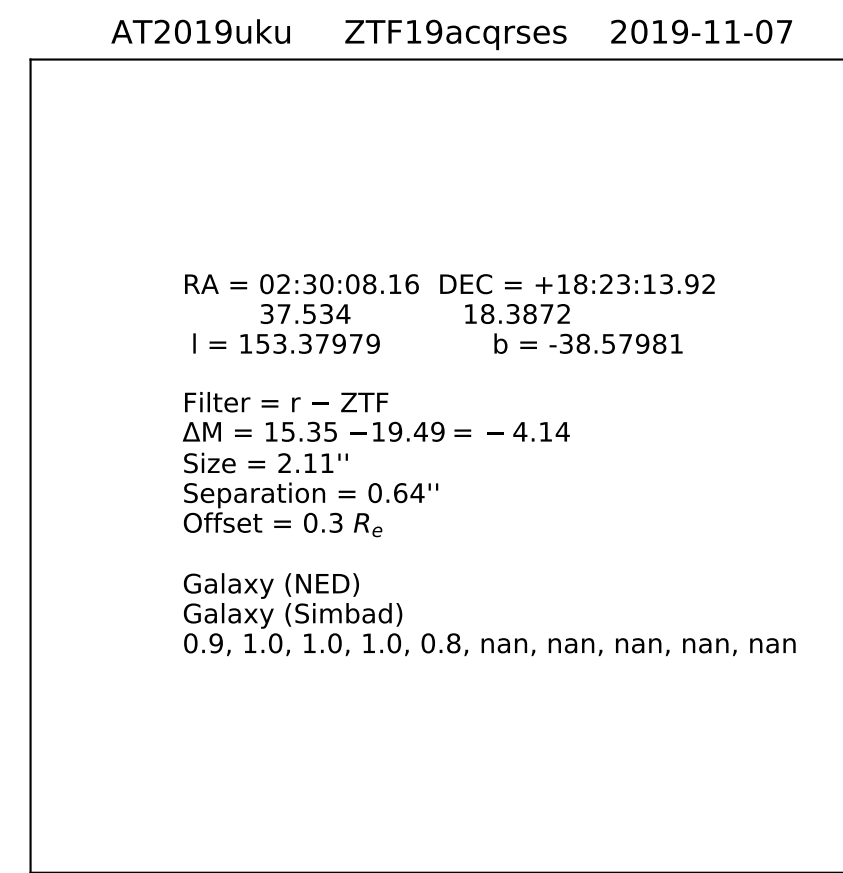 AT2019uku ZTF19acqrses 2019-11-07
RA = 02:30:08.16 DEC = +18:23:13.92
37.534 18.3872
l = 153.37979 b = -38.57981
Filter = r − ZTF
ΔM = 15.35 −19.49 = − 4.14
Size = 2.11''
Separation = 0.64''
Offset = 0.3 Rₑ
Galaxy (NED)
Galaxy (Simbad)
0.9, 1.0, 1.0, 1.0, 0.8, nan, nan, nan, nan, nan